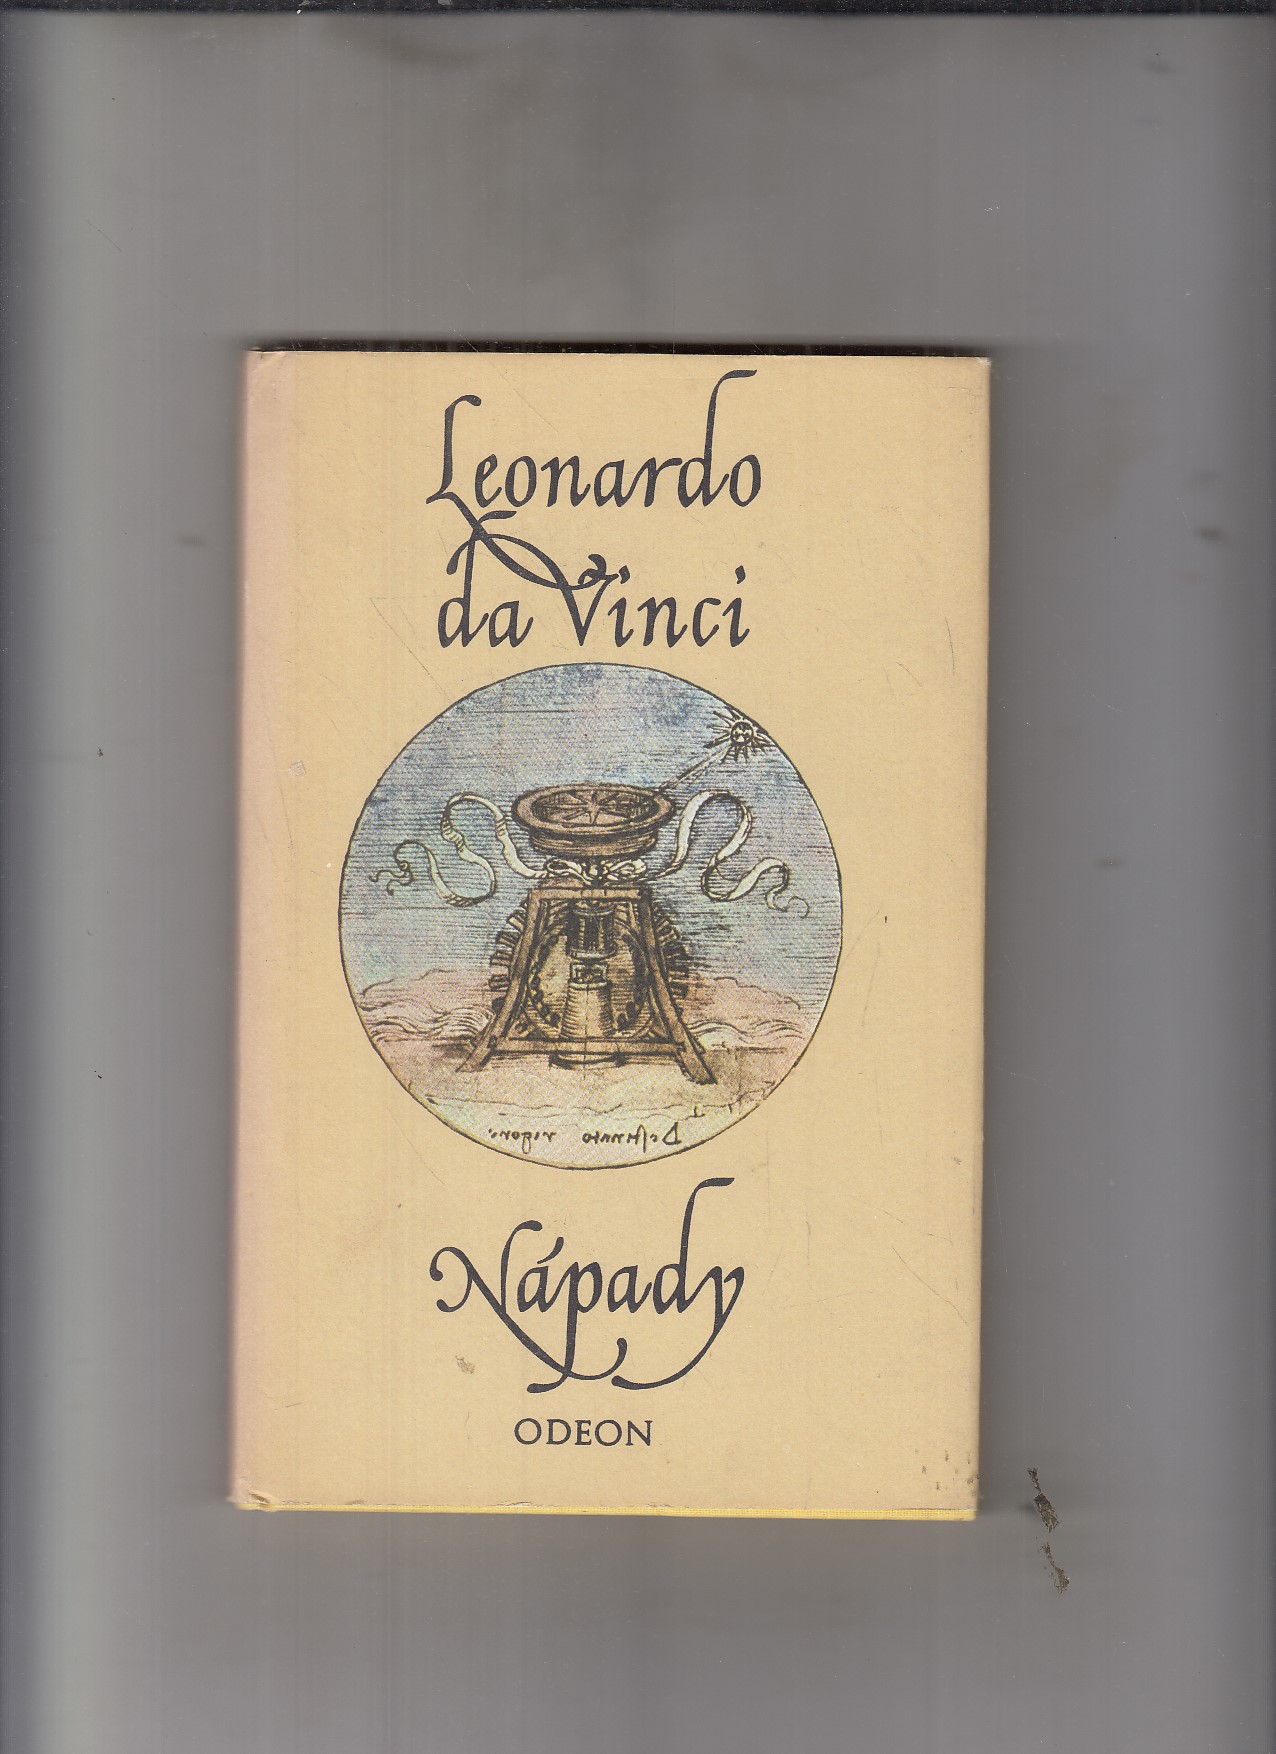 Leonardo
da Vinci
Nápady
ODEON